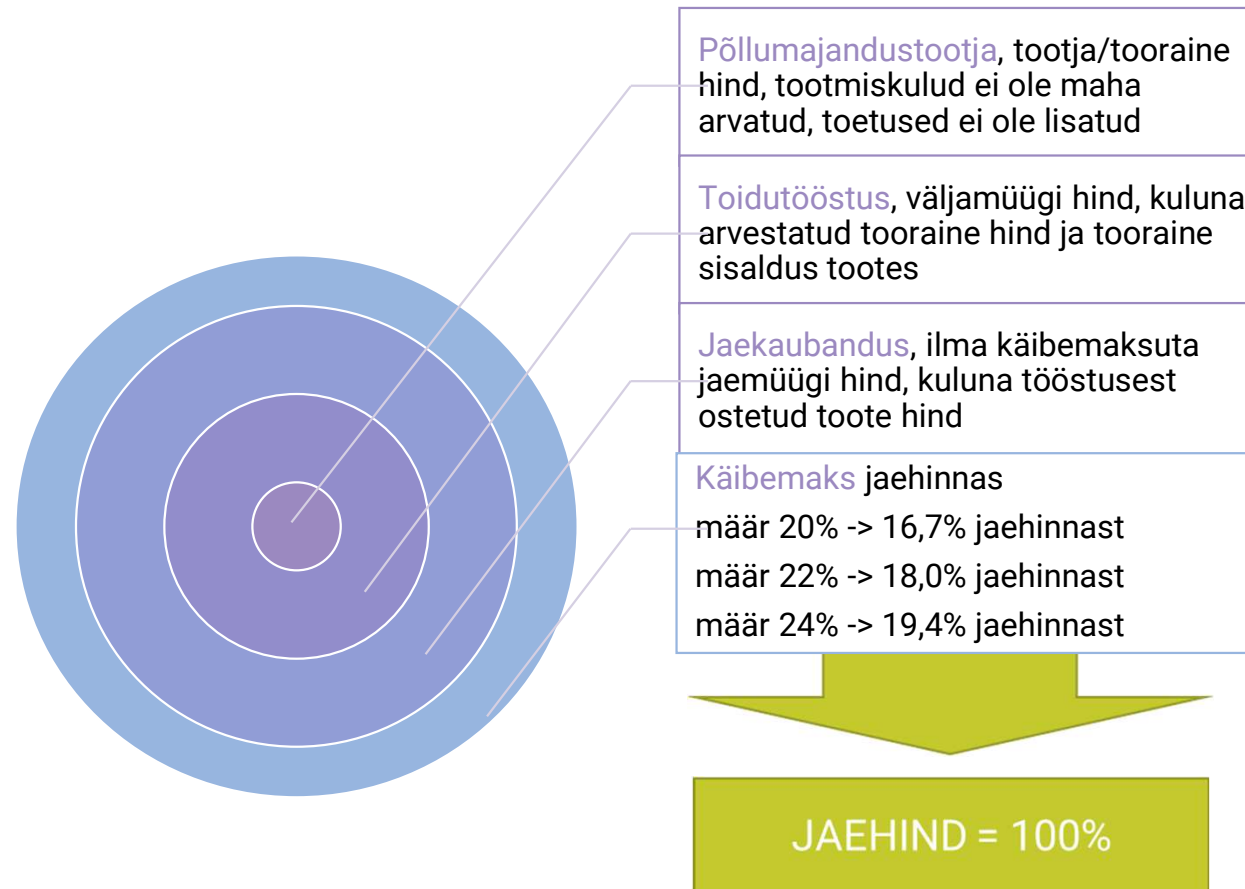 Põllumajandustootja, tootja/tooraine
hind, tootmiskulud ei ole maha
arvatud, toetused ei ole lisatud
Toidutööstus, väljamüügi hind, kuluna
arvestatud tooraine hind ja tooraine
sisaldus tootes
Jaekaubandus, ilma käibemaksuta
jaemüügi hind, kuluna tööstusest
ostetud toote hind
Käibemaks jaehinnas
määr 20% -> 16,7% jaehinnast
määr 22% -> 18,0% jaehinnast
määr 24% -> 19,4% jaehinnast
JAEHIND = 100%